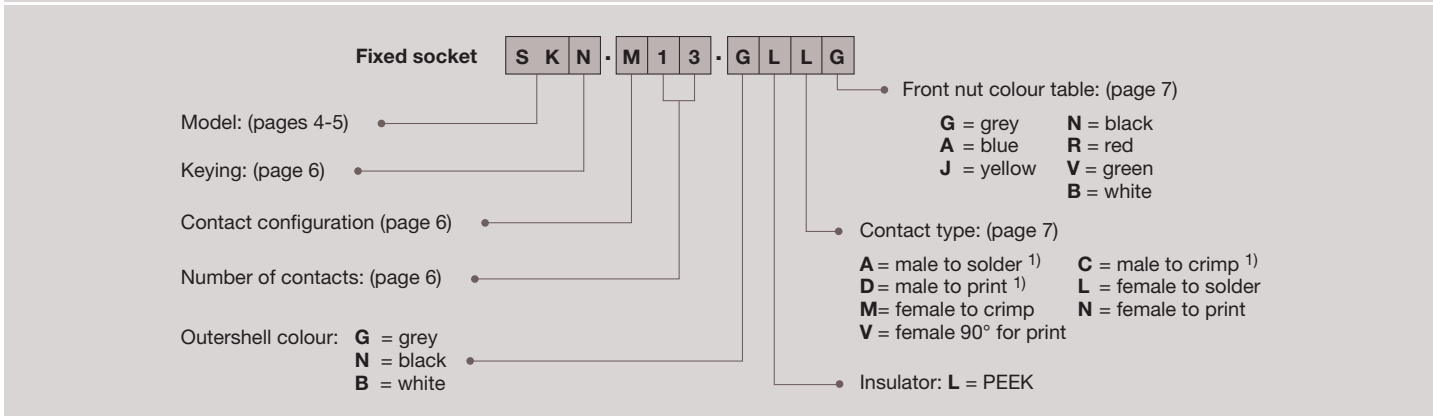 Fixed socket S K N · M 1 3 · G L L G
Model: (pages 4-5)
Keying: (page 6)
Contact configuration (page 6)
Number of contacts: (page 6)
Outershell colour: G = grey
N = black
B = white
Front nut colour table: (page 7)
G = grey N = black
A = blue R = red
J = yellow V = green
B = white
Contact type: (page 7)
A = male to solder 1) C = male to crimp 1)
D = male to print 1) L = female to solder
M= female to crimp N = female to print
V = female 90° for print
Insulator: L = PEEK